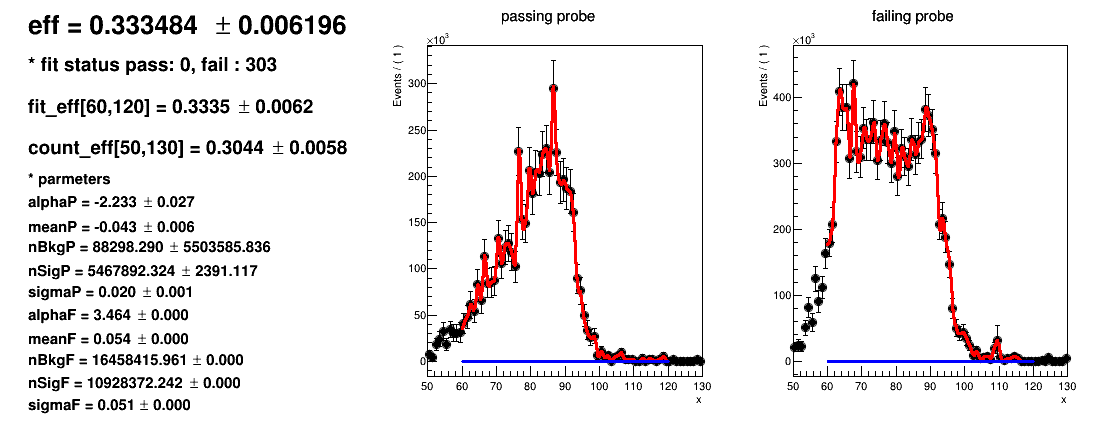 eff = 0.333484 ± 0.006196
* fit status pass: 0, fail : 303
fit_eff[60,120] = 0.3335 ± 0.0062
count_eff[50,130] = 0.3044 ± 0.0058
* parmeters
alphaP = -2.233 ± 0.027
meanP = -0.043 ± 0.006
nBkgP = 88298.290 ± 5503585.836
nSigP = 5467892.324 ± 2391.117
sigmaP = 0.020 ± 0.001
alphaF = 3.464 ± 0.000
meanF = 0.054 ± 0.000
nBkgF = 16458415.961 ± 0.000
nSigF = 10928372.242 ± 0.000
sigmaF = 0.051 ± 0.000
passing probe
×10³
Events / ( 1 )
300
250
200
150
100
50
0
50 60 70 80 90 100 110 120 130
x
failing probe
×10³
Events / ( 1 )
400
300
200
100
0
50 60 70 80 90 100 110 120 130
x